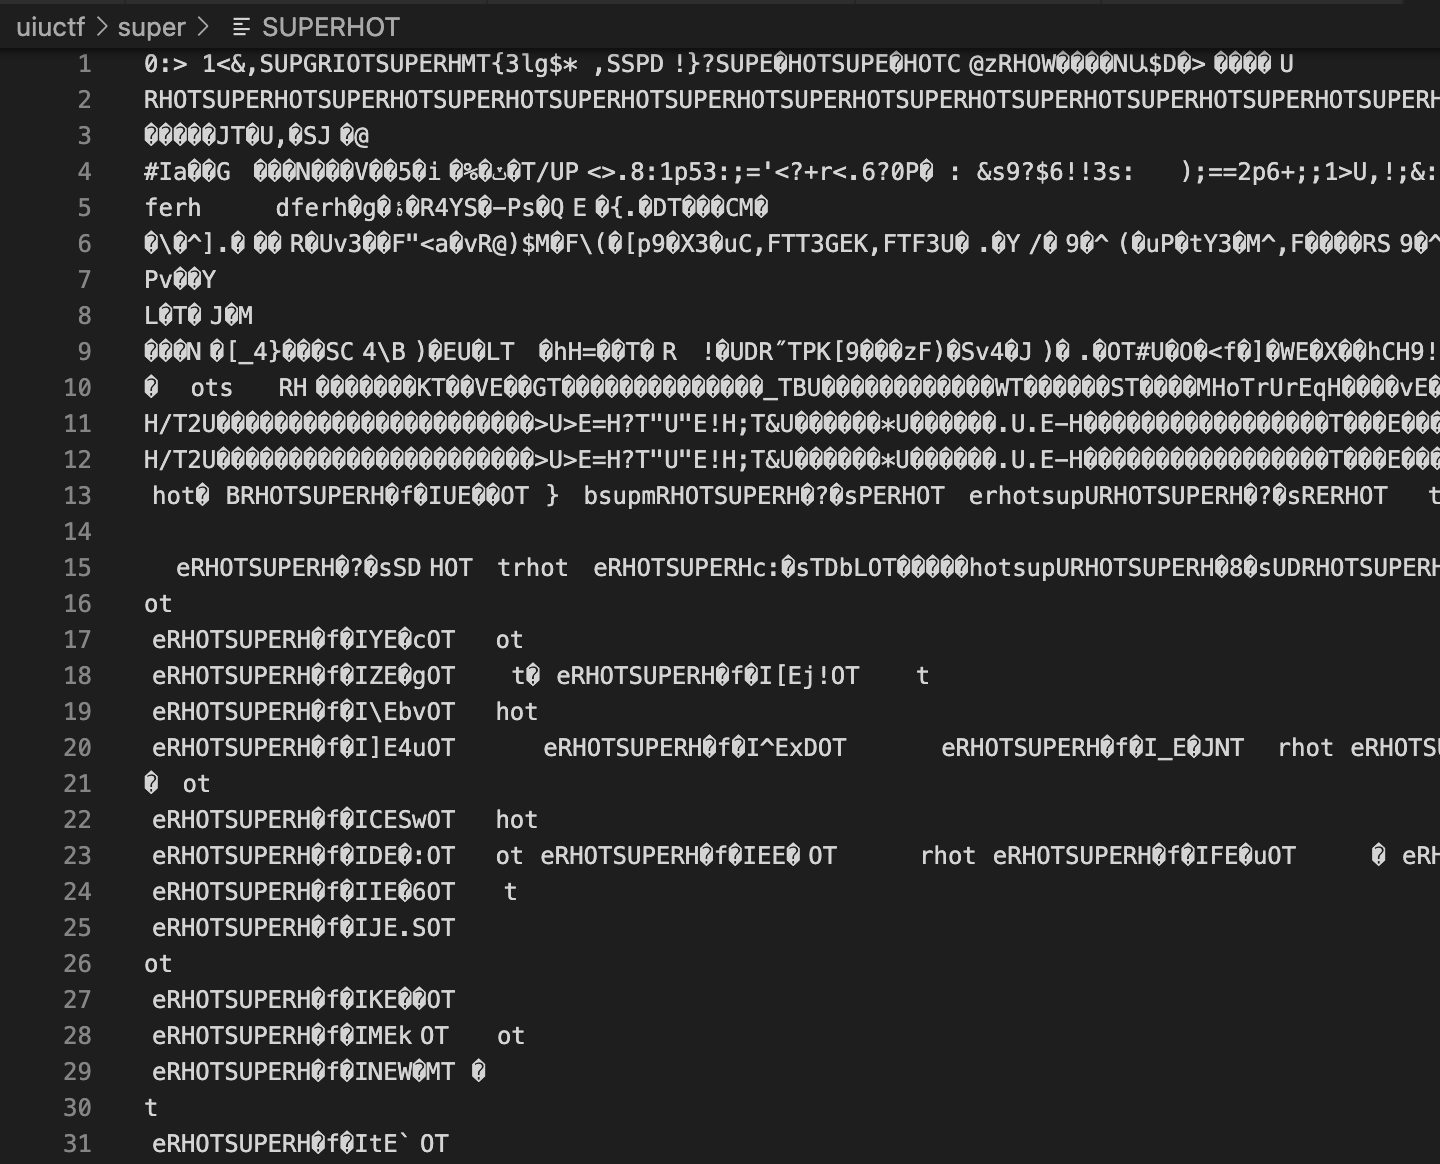 uiuctf > super > SUPERHOT
1 0:> 1<&,SUPGRIOTSUPERHMT{3lg$* ,SSPD !}?SUPE�HOTSUPE�HOTC @zRHOW����NU $D�> ���� U
2 RHOTSUPERHOTSUPERHOTSUPERHOTSUPERHOTSUPERHOTSUPERHOTSUPERHOTSUPERHOTSUPERHOTSUPERHOTSUPERHOTSUPERH
3 �����JT�U,�SJ �@
4 #Ia��G ���N���V��5�i �%� �T/UP <>.8:1p53:;='<?+r<.6?0P� : &s9?$6!!3s: );==2p6+;;1>U,!;&:
5 ferh dferh�g� �R4YS�-Ps�Q E �{.�DT���CM�
6 �\�^].� �� R�Uv3��F"<a�vR@)$M�F\(�[p9�X3�uC,FTT3GEK,FTF3U� .�Y /� 9�^ (�uP�tY3�M^,F����RS 9�^
7 Pv��Y
8 L�T� J�M
9 ���N �[_4}���SC 4\B )�EU�LT �hH=��T� R !�UDR˝TPK[9���zF)�Sv4�J )� .�OT#U�O�<f�]�WE�X��hCH9!
10 � ots RH �������KT��VE��GT��������������_TBU������������WT������ST����MHoTrUrEqH����vE�
11 H/T2U����������������������>U>E=H?T"U"E!H;T&U������*U������.U.E-H�����������������T���E���
12 H/T2U����������������������>U>E=H?T"U"E!H;T&U������*U������.U.E-H�����������������T���E���
13 hot� BRHOTSUPERH�f�IUE��OT } bsupmRHOTSUPERH�?�sPERHOT erhotsupURHOTSUPERH�?�sRERHOT t
14
15 eRHOTSUPERH�?�sSD HOT trhot eRHOTSUPERHc:�sTDbLOT�����hotsupURHOTSUPERH�8�sUDRHOTSUPERH
16 ot
17 eRHOTSUPERH�f�IYE�cOT ot
18 eRHOTSUPERH�f�IZE�gOT t� eRHOTSUPERH�f�I[Ej!OT t
19 eRHOTSUPERH�f�I\EbvOT hot
20 eRHOTSUPERH�f�I]E4uOT eRHOTSUPERH�f�I^ExDOT eRHOTSUPERH�f�I_E�JNT rhot eRHOTSU
21 � ot
22 eRHOTSUPERH�f�ICESwOT hot
23 eRHOTSUPERH�f�IDE�:OT ot eRHOTSUPERH�f�IEE� OT rhot eRHOTSUPERH�f�IFE�uOT � eRH
24 eRHOTSUPERH�f�IIE�6OT t
25 eRHOTSUPERH�f�IJE.SOT
26 ot
27 eRHOTSUPERH�f�IKE��OT
28 eRHOTSUPERH�f�IMEk OT ot
29 eRHOTSUPERH�f�INEW�MT �
30 t
31 eRHOTSUPERH�f�ItE` OT